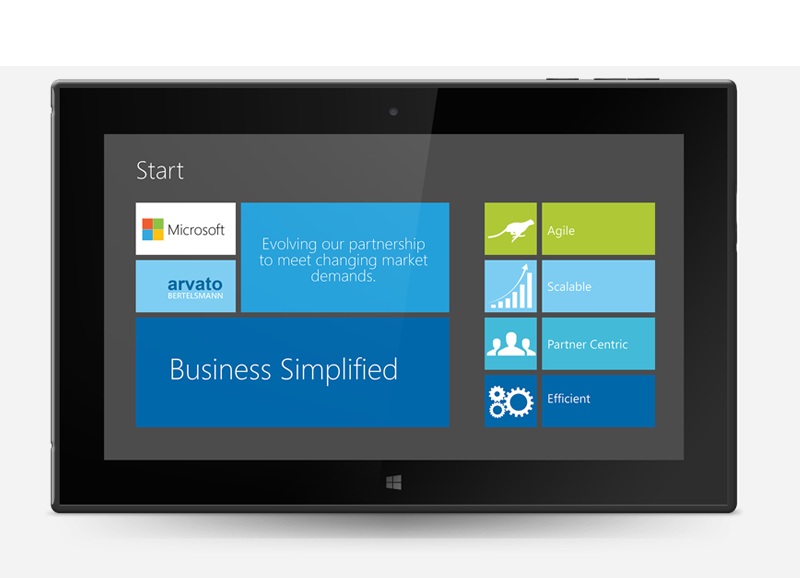 Start
Microsoft
arvato
BERTELSMANN
Evolving our partnership
to meet changing market
demands.
Business Simplified
Agile
Scalable
Partner Centric
Efficient